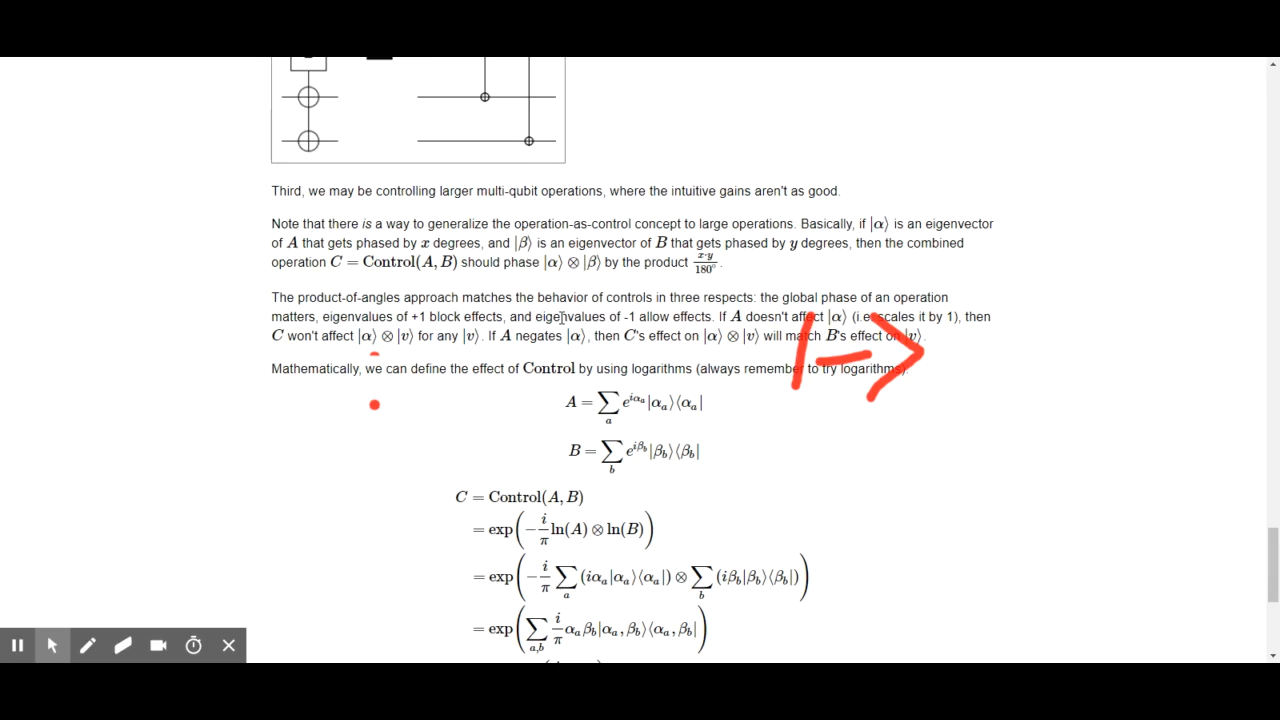 Third, we may be controlling larger multi-qubit operations, where the intuitive gains aren't as good.
Note that there is a way to generalize the operation-as-control concept to large operations. Basically, if |α⟩ is an eigenvector
of A that gets phased by x degrees, and |β⟩ is an eigenvector of B that gets phased by y degrees, then the combined
operation C = Control(A, B) should phase |α⟩ ⊗ |β⟩ by the product x·y/180°.
The product-of-angles approach matches the behavior of controls in three respects: the global phase of an operation
matters, eigenvalues of +1 block effects, and eigenvalues of -1 allow effects. If A doesn't affect |α⟩ (i.e. scales it by 1), then
C won't affect |α⟩ ⊗ |v⟩ for any |v⟩. If A negates |α⟩, then C's effect on |α⟩ ⊗ |v⟩ will match B's effect on |v⟩.
|-⟩
Mathematically, we can define the effect of Control by using logarithms (always remember to try logarithms):
A = ∑_a e^{iα_a}|α_a⟩⟨α_a|
B = ∑_b e^{iβ_b}|β_b⟩⟨β_b|
C = Control(A, B)
= exp(−i/π ln(A) ⊗ ln(B))
= exp(−i/π ∑_a (iα_a|α_a⟩⟨α_a|) ⊗ ∑_b (iβ_b|β_b⟩⟨β_b|))
= exp(∑_{a,b} i/π α_a β_b|α_a, β_b⟩⟨α_a, β_b|)